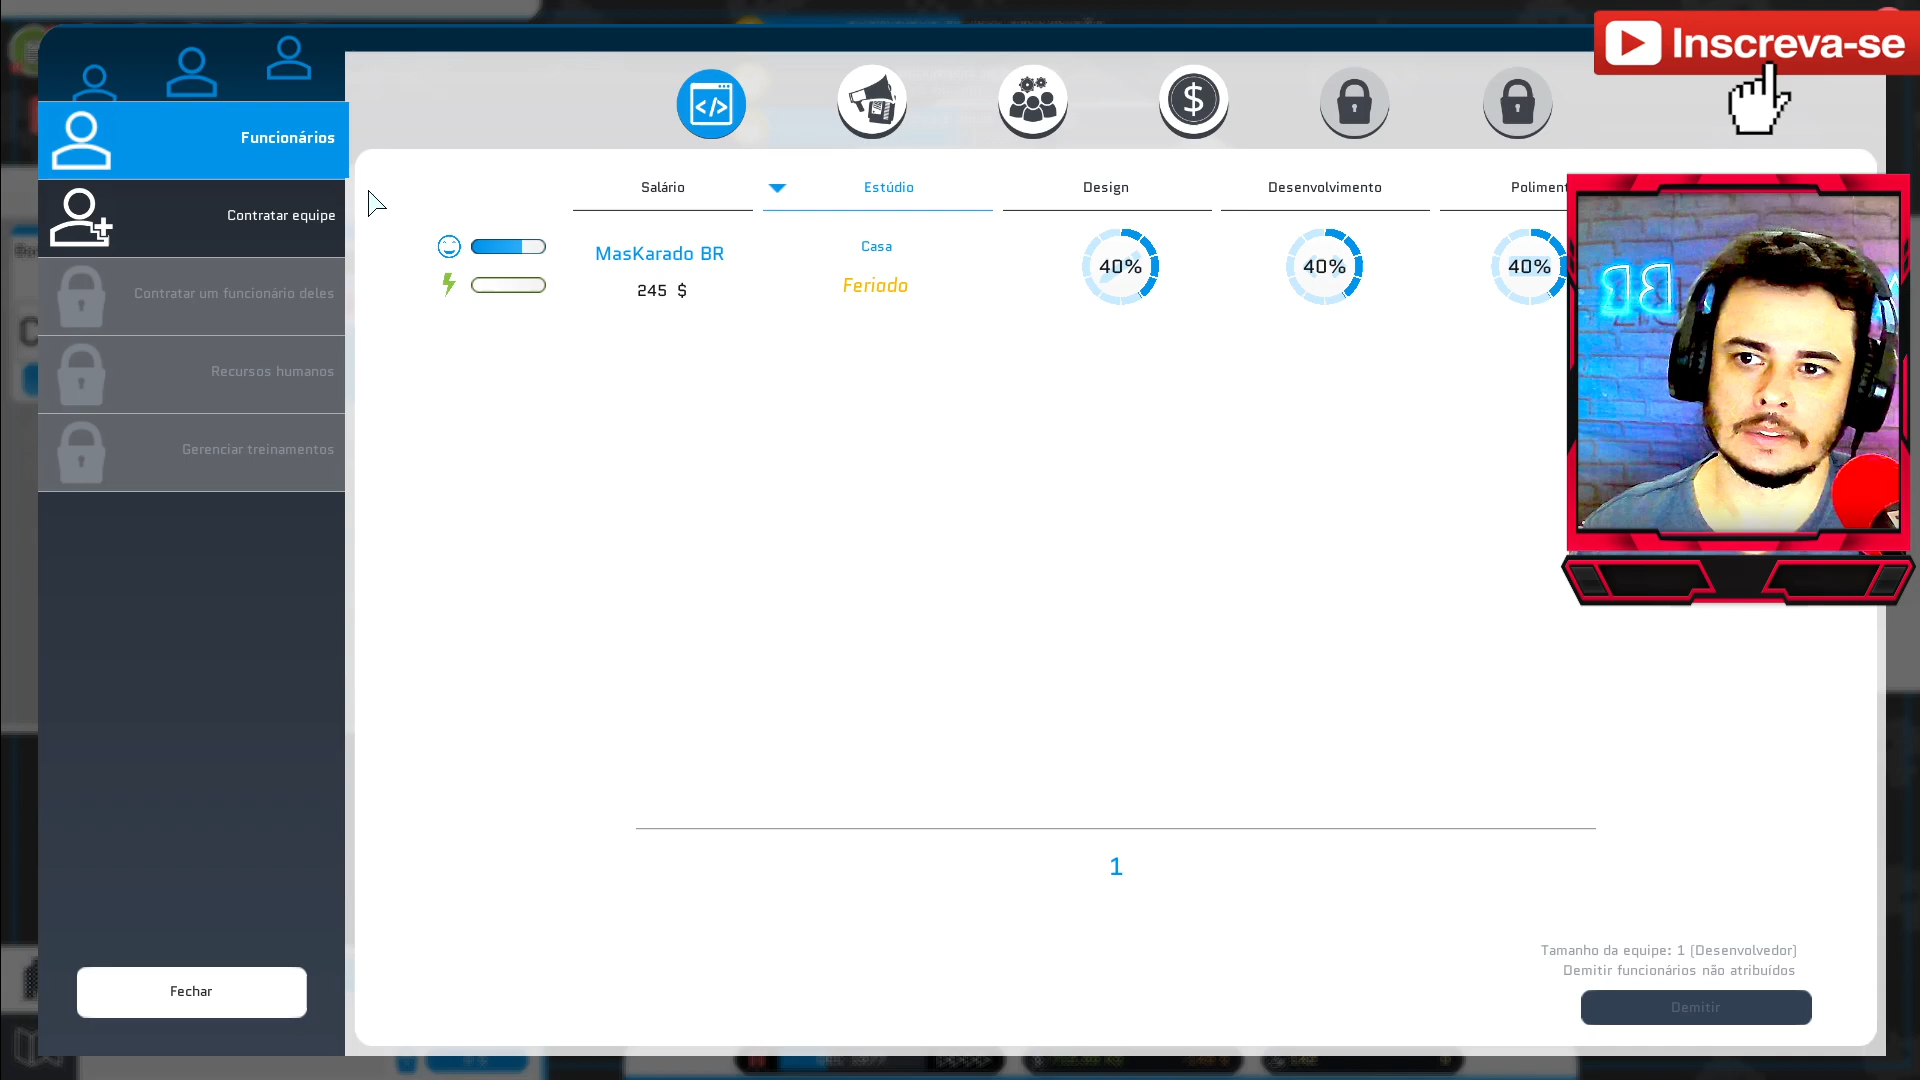 Inscreva-se
Funcionários
Contratar equipe
Contratar um funcionário deles
Recursos humanos
Gerenciar treinamentos
Fechar
Salário
Estúdio
Design
Desenvolvimento
Poliment
MasKarado BR
245 $
Casa
Feriado
40%
40%
40%
1
Tamanho da equipe: 1 (Desenvolvedor)
Demitir funcionários não atribuídos
Demitir